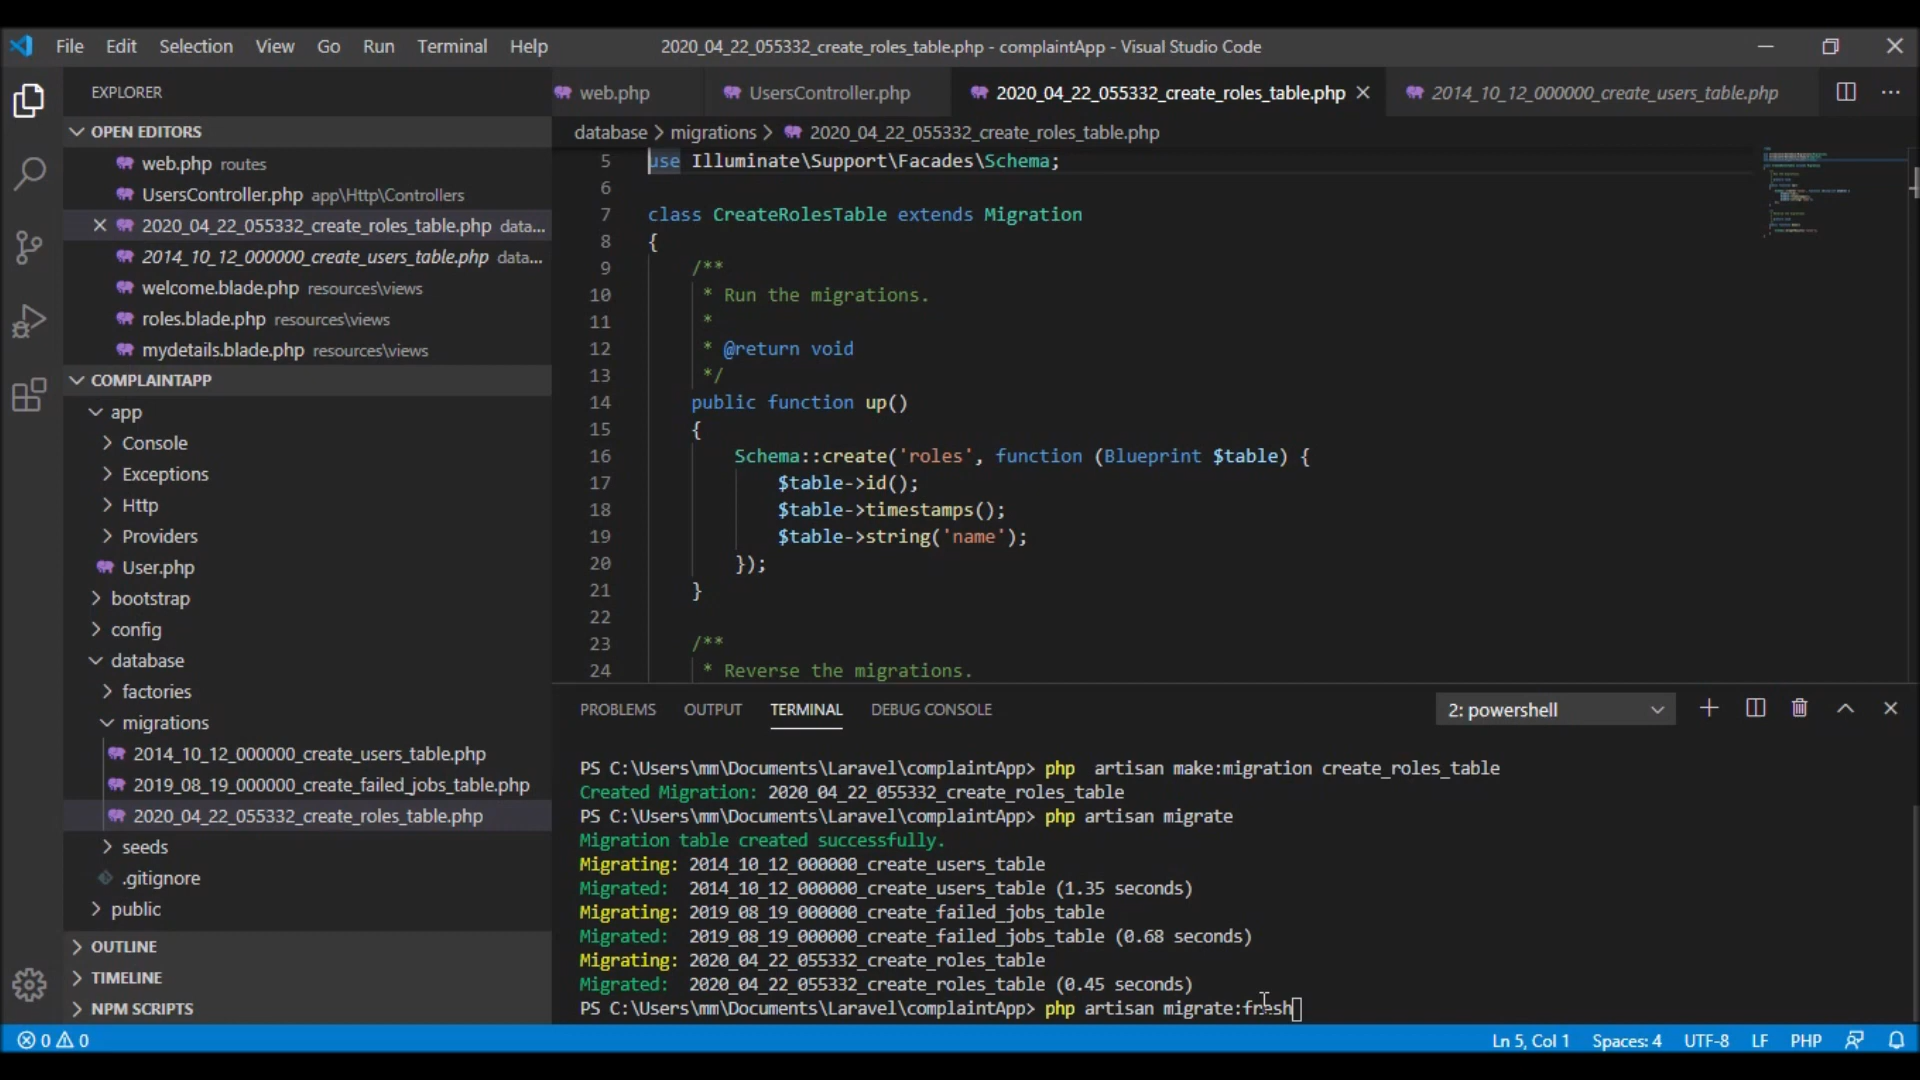 File Edit Selection View Go Run Terminal Help
2020_04_22_055332_create_roles_table.php - complaintApp - Visual Studio Code
EXPLORER
OPEN EDITORS
web.php routes
UsersController.php app\Http\Controllers
2020_04_22_055332_create_roles_table.php data...
2014_10_12_000000_create_users_table.php data...
welcome.blade.php resources\views
roles.blade.php resources\views
mydetails.blade.php resources\views
COMPLAINTAPP
app
Console
Exceptions
Http
Providers
User.php
bootstrap
config
database
factories
migrations
2014_10_12_000000_create_users_table.php
2019_08_19_000000_create_failed_jobs_table.php
2020_04_22_055332_create_roles_table.php
seeds
.gitignore
public
OUTLINE
TIMELINE
NPM SCRIPTS
web.php
UsersController.php
2020_04_22_055332_create_roles_table.php
2014_10_12_000000_create_users_table.php
database > migrations > 2020_04_22_055332_create_roles_table.php
5 use Illuminate\Support\Facades\Schema;
6
7 class CreateRolesTable extends Migration
8 {
9 /**
10 * Run the migrations.
11 *
12 * @return void
13 */
14 public function up()
15 {
16 Schema::create('roles', function (Blueprint $table) {
17 $table->id();
18 $table->timestamps();
19 $table->string('name');
20 });
21 }
22
23 /**
24 * Reverse the migrations.
PROBLEMS OUTPUT TERMINAL DEBUG CONSOLE
2: powershell
PS C:\Users\mm\Documents\Laravel\complaintApp> php  artisan make:migration create_roles_table
Created Migration: 2020_04_22_055332_create_roles_table
PS C:\Users\mm\Documents\Laravel\complaintApp> php artisan migrate
Migration table created successfully.
Migrating: 2014_10_12_000000_create_users_table
Migrated:  2014_10_12_000000_create_users_table (1.35 seconds)
Migrating: 2019_08_19_000000_create_failed_jobs_table
Migrated:  2019_08_19_000000_create_failed_jobs_table (0.68 seconds)
Migrating: 2020_04_22_055332_create_roles_table
Migrated:  2020_04_22_055332_create_roles_table (0.45 seconds)
PS C:\Users\mm\Documents\Laravel\complaintApp> php artisan migrate:fresh
0 0
Ln 5, Col 1 Spaces: 4 UTF-8 LF PHP